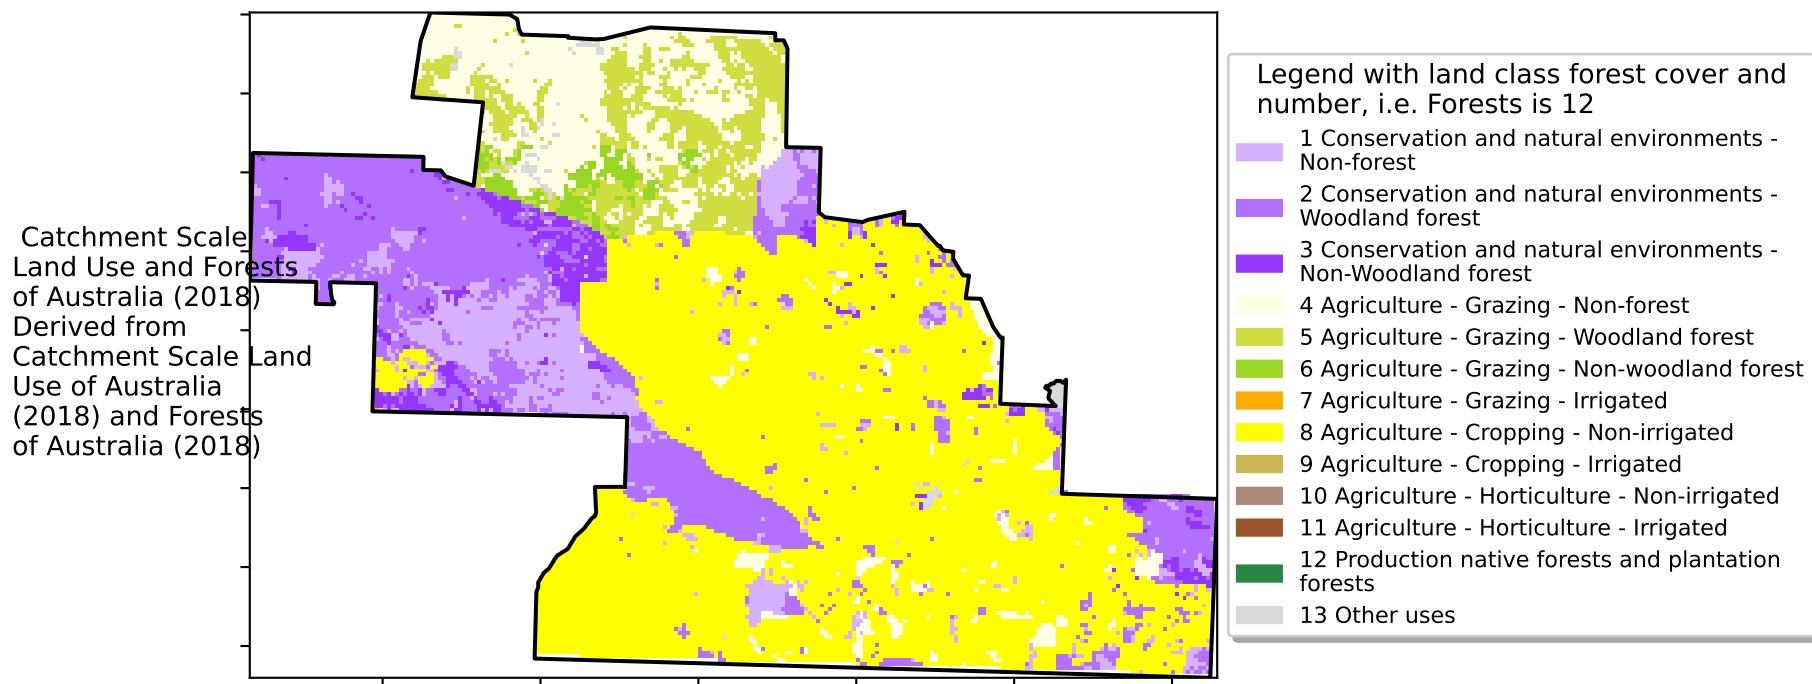 Catchment Scale
Land Use and Forests
of Australia (2018)
Derived from
Catchment Scale Land
Use of Australia
(2018) and Forests
of Australia (2018)
Legend with land class forest cover and
number, i.e. Forests is 12
1 Conservation and natural environments -
Non-forest
2 Conservation and natural environments -
Woodland forest
3 Conservation and natural environments -
Non-Woodland forest
4 Agriculture - Grazing - Non-forest
5 Agriculture - Grazing - Woodland forest
6 Agriculture - Grazing - Non-woodland forest
7 Agriculture - Grazing - Irrigated
8 Agriculture - Cropping - Non-irrigated
9 Agriculture - Cropping - Irrigated
10 Agriculture - Horticulture - Non-irrigated
11 Agriculture - Horticulture - Irrigated
12 Production native forests and plantation
forests
13 Other uses